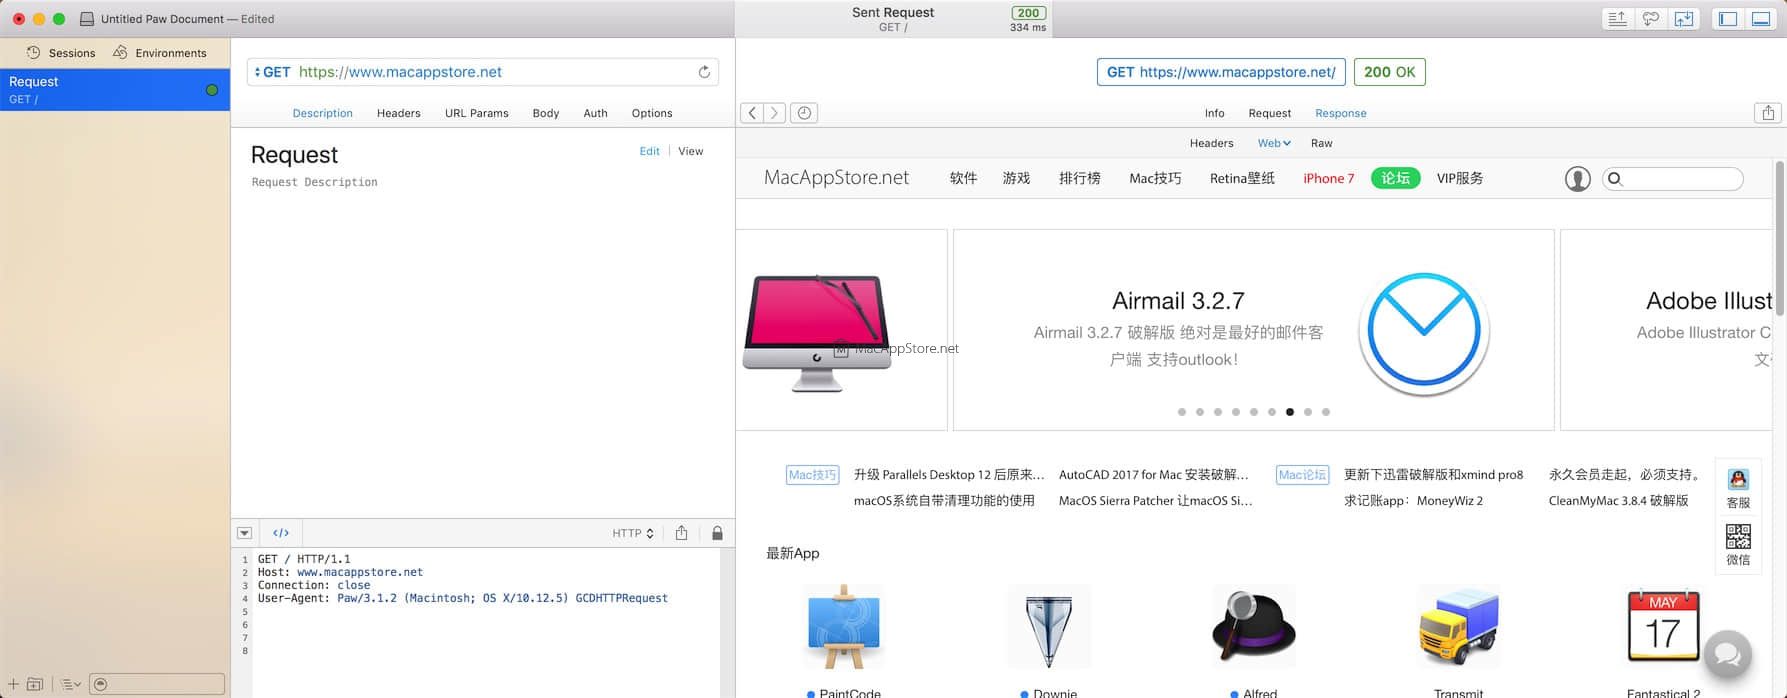 Untitled Paw Document — Edited
Sent Request
GET /
200
334 ms
Sessions
Environments
Request
GET /
GET https://www.macappstore.net
Description
Headers
URL Params
Body
Auth
Options
Request
Edit
View
Request Description
HTTP
1 GET / HTTP/1.1
2 Host: www.macappstore.net
3 Connection: close
4 User-Agent: Paw/3.1.2 (Macintosh; OS X/10.12.5) GCDHTTPRequest
5
6
7
8
GET https://www.macappstore.net/
200 OK
Info
Request
Response
Headers
Web
Raw
MacAppStore.net
软件
游戏
排行榜
Mac技巧
Retina壁纸
iPhone 7
论坛
VIP服务
MacAppStore.net
Airmail 3.2.7
Airmail 3.2.7 破解版 绝对是最好的邮件客
户端 支持outlook!
Adobe Illust
Adobe Illustrator C
Mac技巧
升级 Parallels Desktop 12 后原来...
AutoCAD 2017 for Mac 安装破解...
macOS系统自带清理功能的使用
MacOS Sierra Patcher 让macOS Si...
Mac论坛
更新下迅雷破解版和xmind pro8
永久会员走起，必须支持。
求记账app：MoneyWiz 2
CleanMyMac 3.8.4 破解版
客服
微信
最新App
MAY
17
PaintCode
Downie
Alfred
Transmit
Fantastical 2